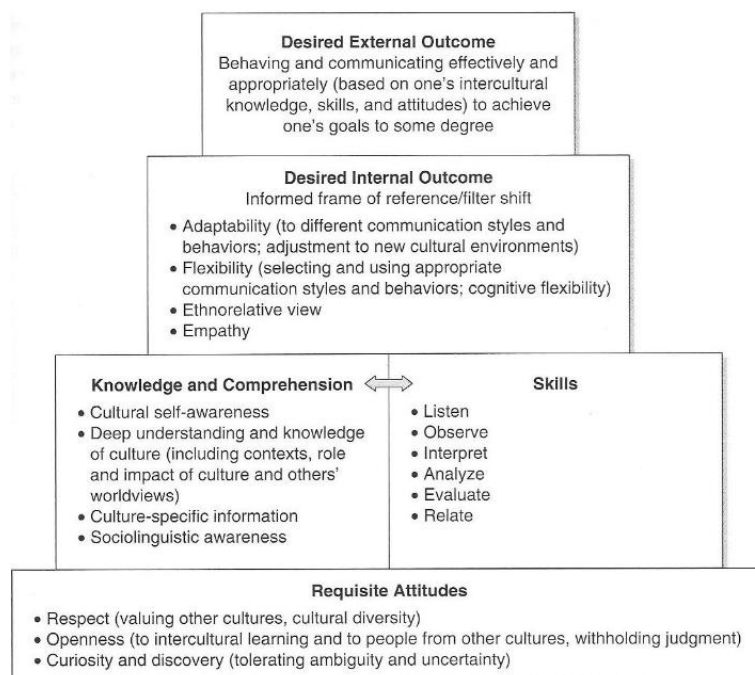 Desired External Outcome
Behaving and communicating effectively and
appropriately (based on one's intercultural
knowledge, skills, and attitudes) to achieve
one's goals to some degree
Desired Internal Outcome
Informed frame of reference/filter shift
• Adaptability (to different communication styles and
behaviors; adjustment to new cultural environments)
• Flexibility (selecting and using appropriate
communication styles and behaviors; cognitive flexibility)
• Ethnorelative view
• Empathy
Knowledge and Comprehension
• Cultural self-awareness
• Deep understanding and knowledge
of culture (including contexts, role
and impact of culture and others'
worldviews)
• Culture-specific information
• Sociolinguistic awareness
Skills
• Listen
• Observe
• Interpret
• Analyze
• Evaluate
• Relate
Requisite Attitudes
• Respect (valuing other cultures, cultural diversity)
• Openness (to intercultural learning and to people from other cultures, withholding judgment)
• Curiosity and discovery (tolerating ambiguity and uncertainty)